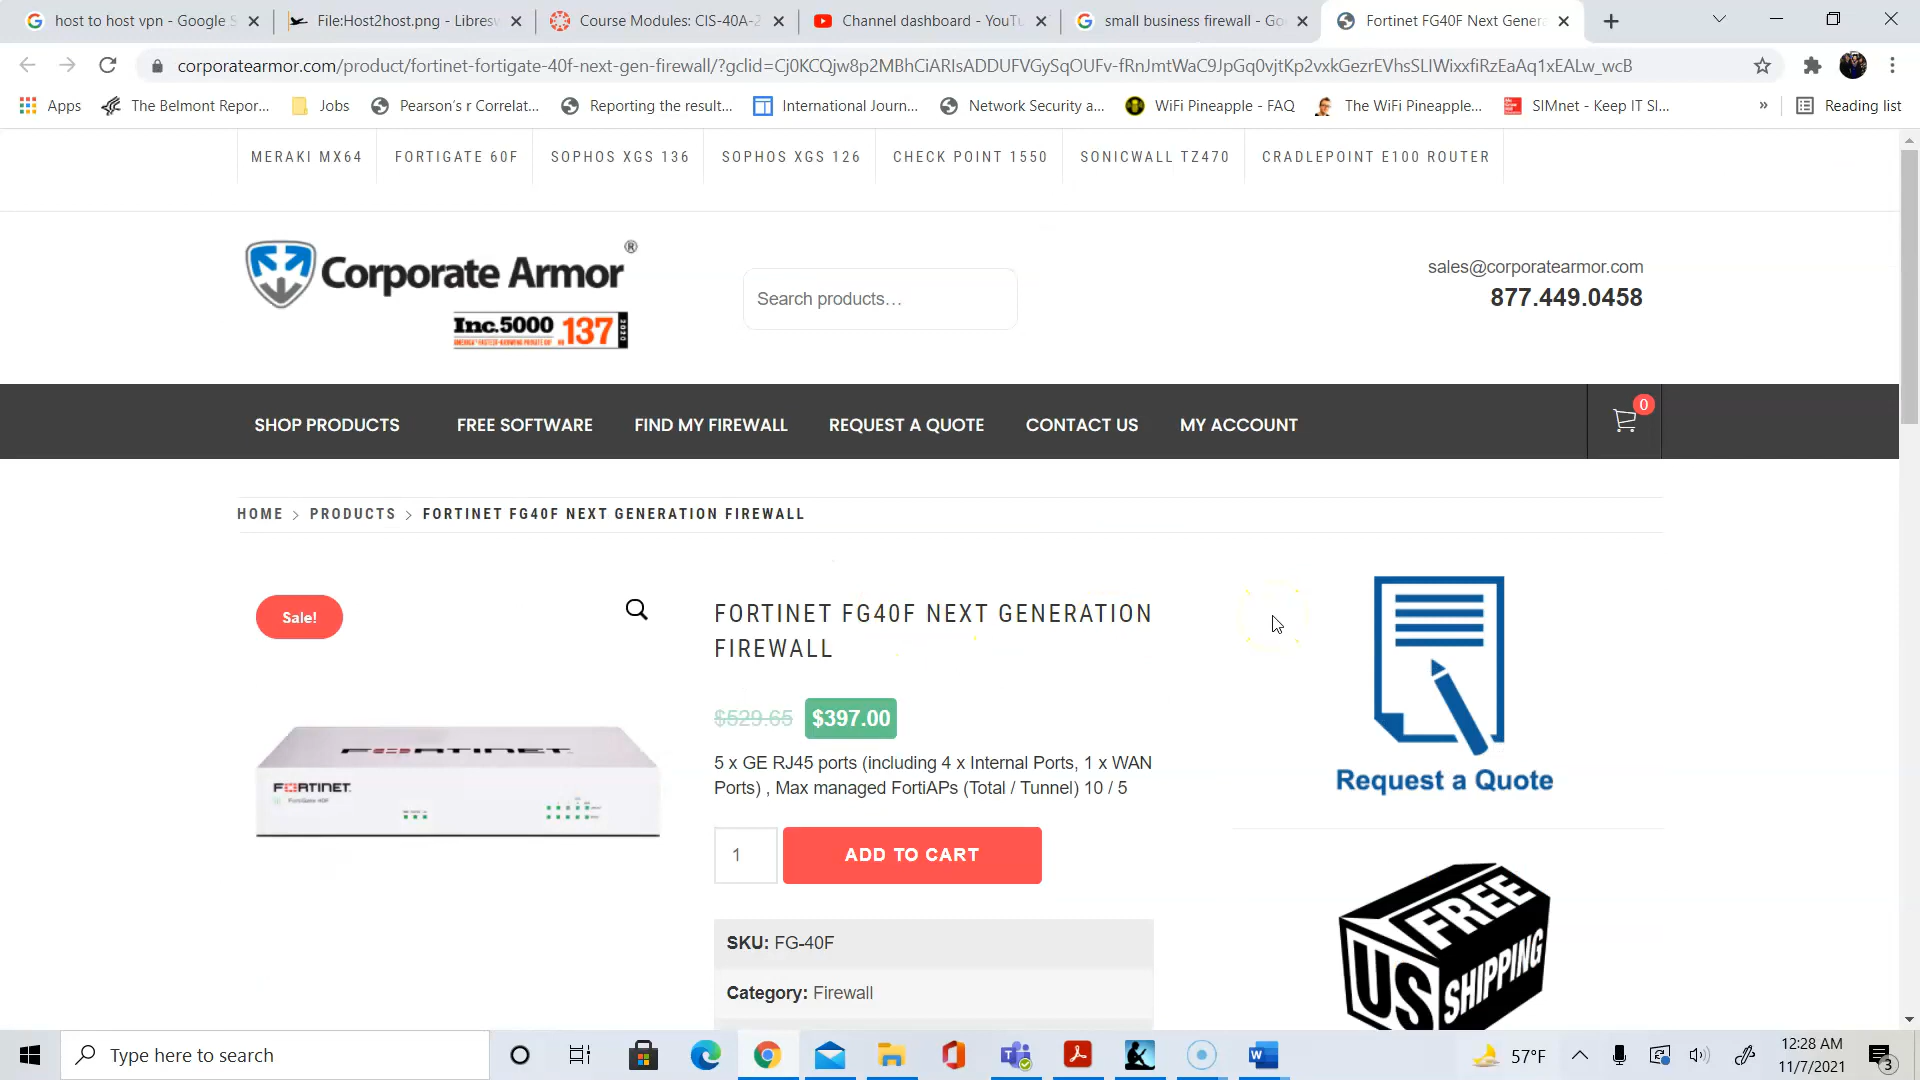 host to host vpn - Google S
File:Host2host.png - Libresw
Course Modules: CIS-40A-2
Channel dashboard - YouTu
small business firewall - Go
Fortinet FG40F Next Gener
corporatearmor.com/product/fortinet-fortigate-40f-next-gen-firewall/?gclid=Cj0KCQjw8p2MBhCiARIsADDUFVGySqOUFv-fRnJmtWaC9JpGq0vjtKp2vxkGezrEVhsSLIWixxfiRzEaAq1xEALw_wcB
Apps
The Belmont Repor...
Jobs
Pearson's r Correlat...
Reporting the result...
International Journ...
Network Security a...
WiFi Pineapple - FAQ
The WiFi Pineapple...
SIMnet - Keep IT SI...
»
Reading list
MERAKI MX64
FORTIGATE 60F
SOPHOS XGS 136
SOPHOS XGS 126
CHECK POINT 1550
SONICWALL TZ470
CRADLEPOINT E100 ROUTER
Corporate Armor ®
Inc.5000 137 2020
Search products...
sales@corporatearmor.com
877.449.0458
SHOP PRODUCTS
FREE SOFTWARE
FIND MY FIREWALL
REQUEST A QUOTE
CONTACT US
MY ACCOUNT
0
HOME > PRODUCTS > FORTINET FG40F NEXT GENERATION FIREWALL
Sale!
FORTINET
FORTINET
FortiGate 40F
FORTINET FG40F NEXT GENERATION
FIREWALL
$529.65 $397.00
5 x GE RJ45 ports (including 4 x Internal Ports, 1 x WAN
Ports) , Max managed FortiAPs (Total / Tunnel) 10 / 5
1
ADD TO CART
SKU: FG-40F
Category: Firewall
Request a Quote
FREE
US SHIPPING
Type here to search
57°F
12:28 AM
11/7/2021
3